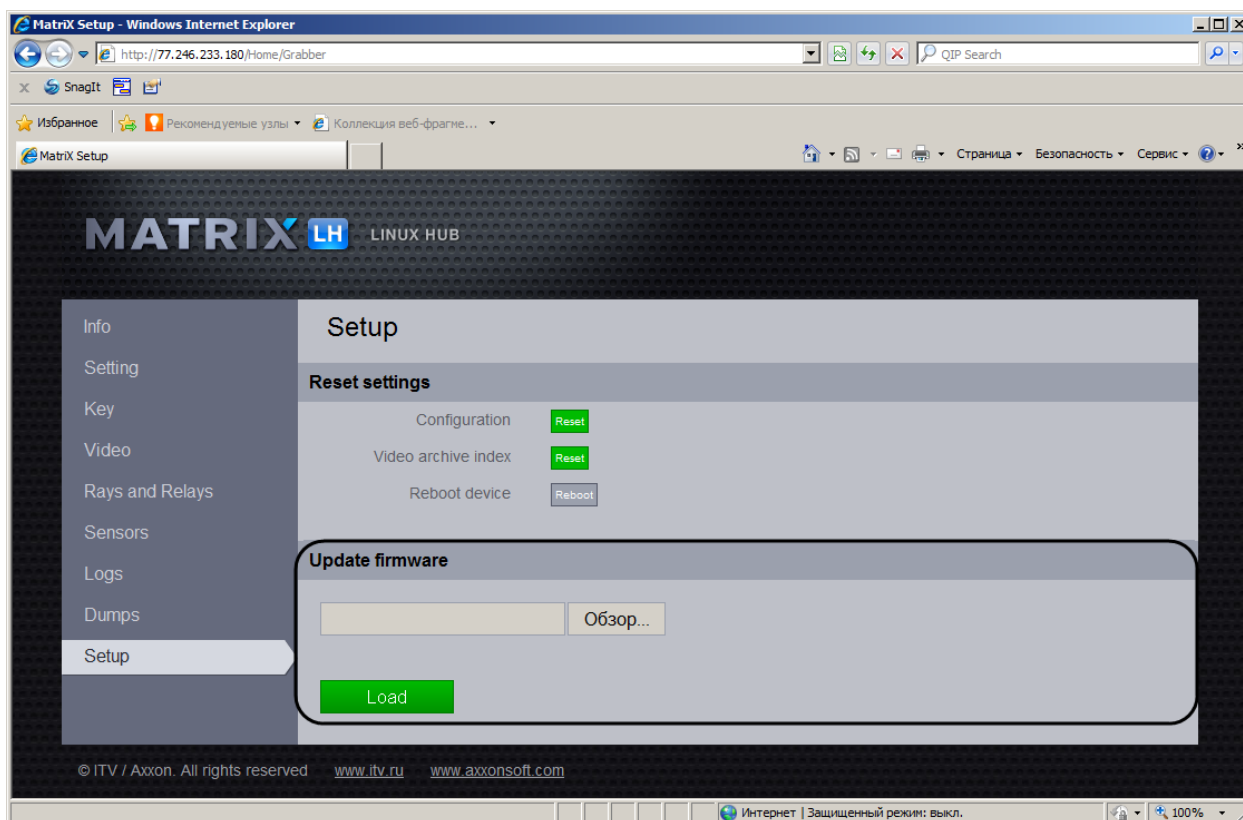 MatriX Setup - Windows Internet Explorer
http://77.246.233.180/Home/Grabber QIP Search
x SnagIt
Избранное Рекомендуемые узлы Коллекция веб-фрагме...
MatriX Setup Страница Безопасность Сервис »
MATRIX LH LINUX HUB
Info
Setting
Key
Video
Rays and Relays
Sensors
Logs
Dumps
Setup
Setup
Reset settings
Configuration Reset
Video archive index Reset
Reboot device Reboot
Update firmware
Обзор...
Load
© ITV / Axxon. All rights reserved www.itv.ru www.axxonsoft.com
Интернет | Защищенный режим: выкл. 100%